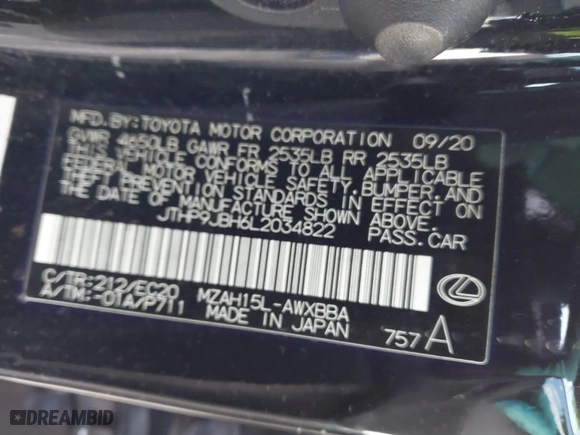 MFD. BY: TOYOTA MOTOR CORPORATION 09/20
GVWR 4650LB GAWR FR 2535LB RR 2535LB
THIS VEHICLE CONFORMS TO ALL APPLICABLE
FEDERAL MOTOR VEHICLE SAFETY, BUMPER, AND
THEFT PREVENTION STANDARDS IN EFFECT ON
THE DATE OF MANUFACTURE SHOWN ABOVE.
JTHP9JBH6L2034822 PASS. CAR
C/TR: 212/EC20 MZAH15L-AWXBBA
A/TM: -01A/P711 MADE IN JAPAN 757A
DREAMBID